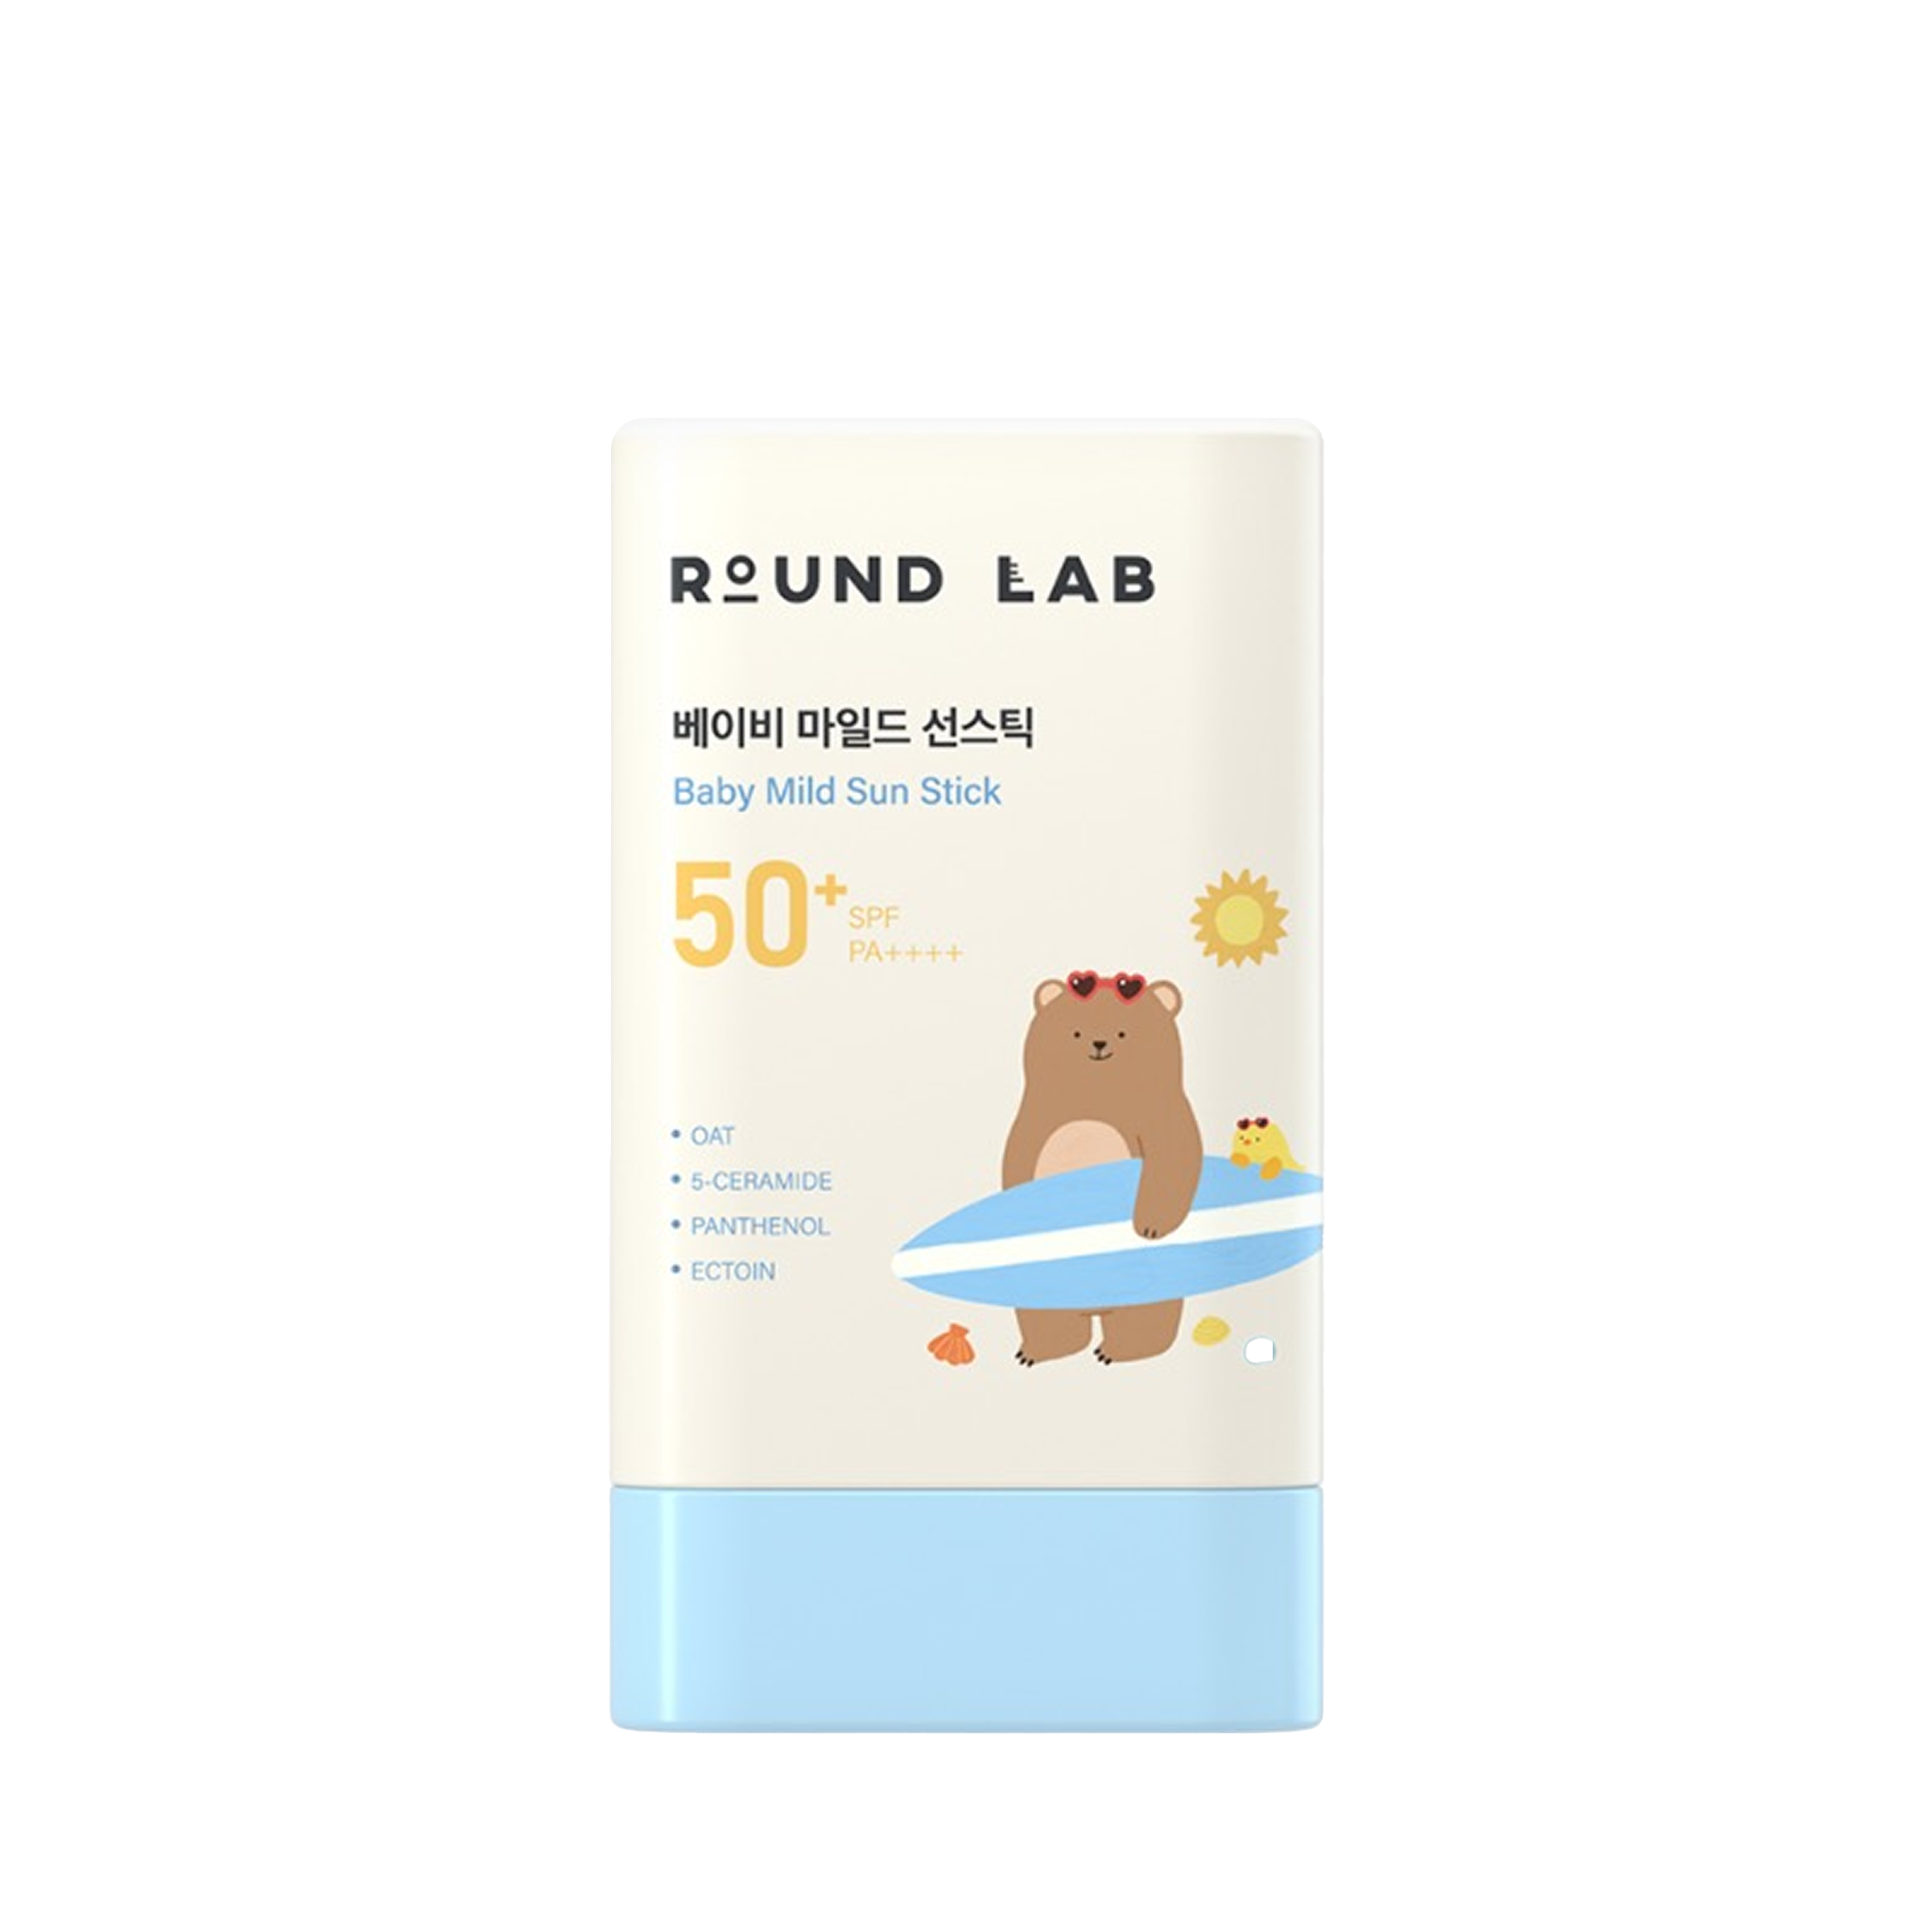 ROUND LAB
베이비 마일드 선스틱
Baby Mild Sun Stick
50+ SPF
PA++++
• OAT
• 5-CERAMIDE
• PANTHENOL
• ECTOIN